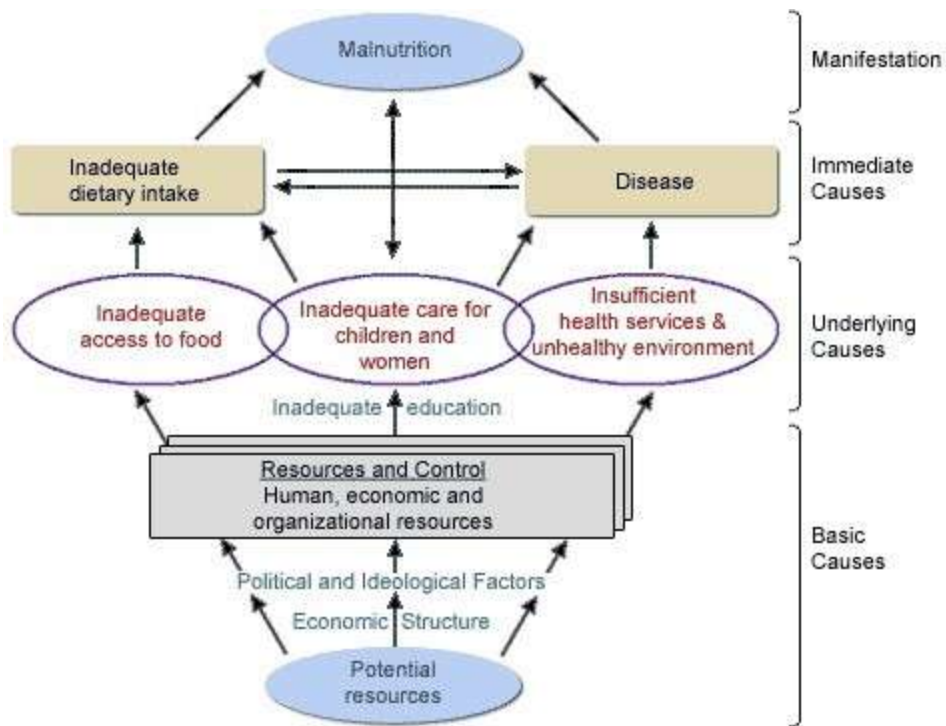 Malnutrition
Manifestation
Inadequate
dietary intake
Disease
Immediate
Causes
Inadequate
access to food
Inadequate care for
children and
women
Insufficient
health services &
unhealthy environment
Underlying
Causes
Inadequate education
Resources and Control
Human, economic and
organizational resources
Political and Ideological Factors
Economic Structure
Potential
resources
Basic
Causes